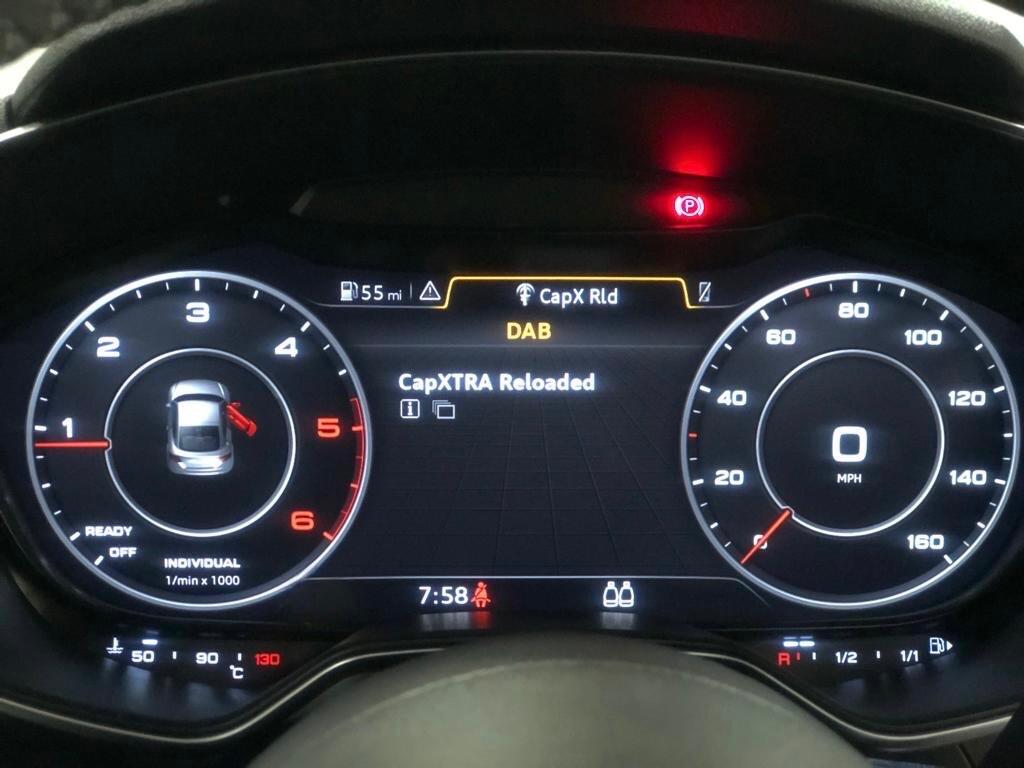 P
55 mi
CapX Rld
DAB
CapXTRA Reloaded
i
1
2
3
4
5
6
READY
OFF
INDIVIDUAL
1/min x 1000
0
20
40
60
80
100
120
140
160
0
MPH
7:58
50
90
130
°C
R
1/2
1/1